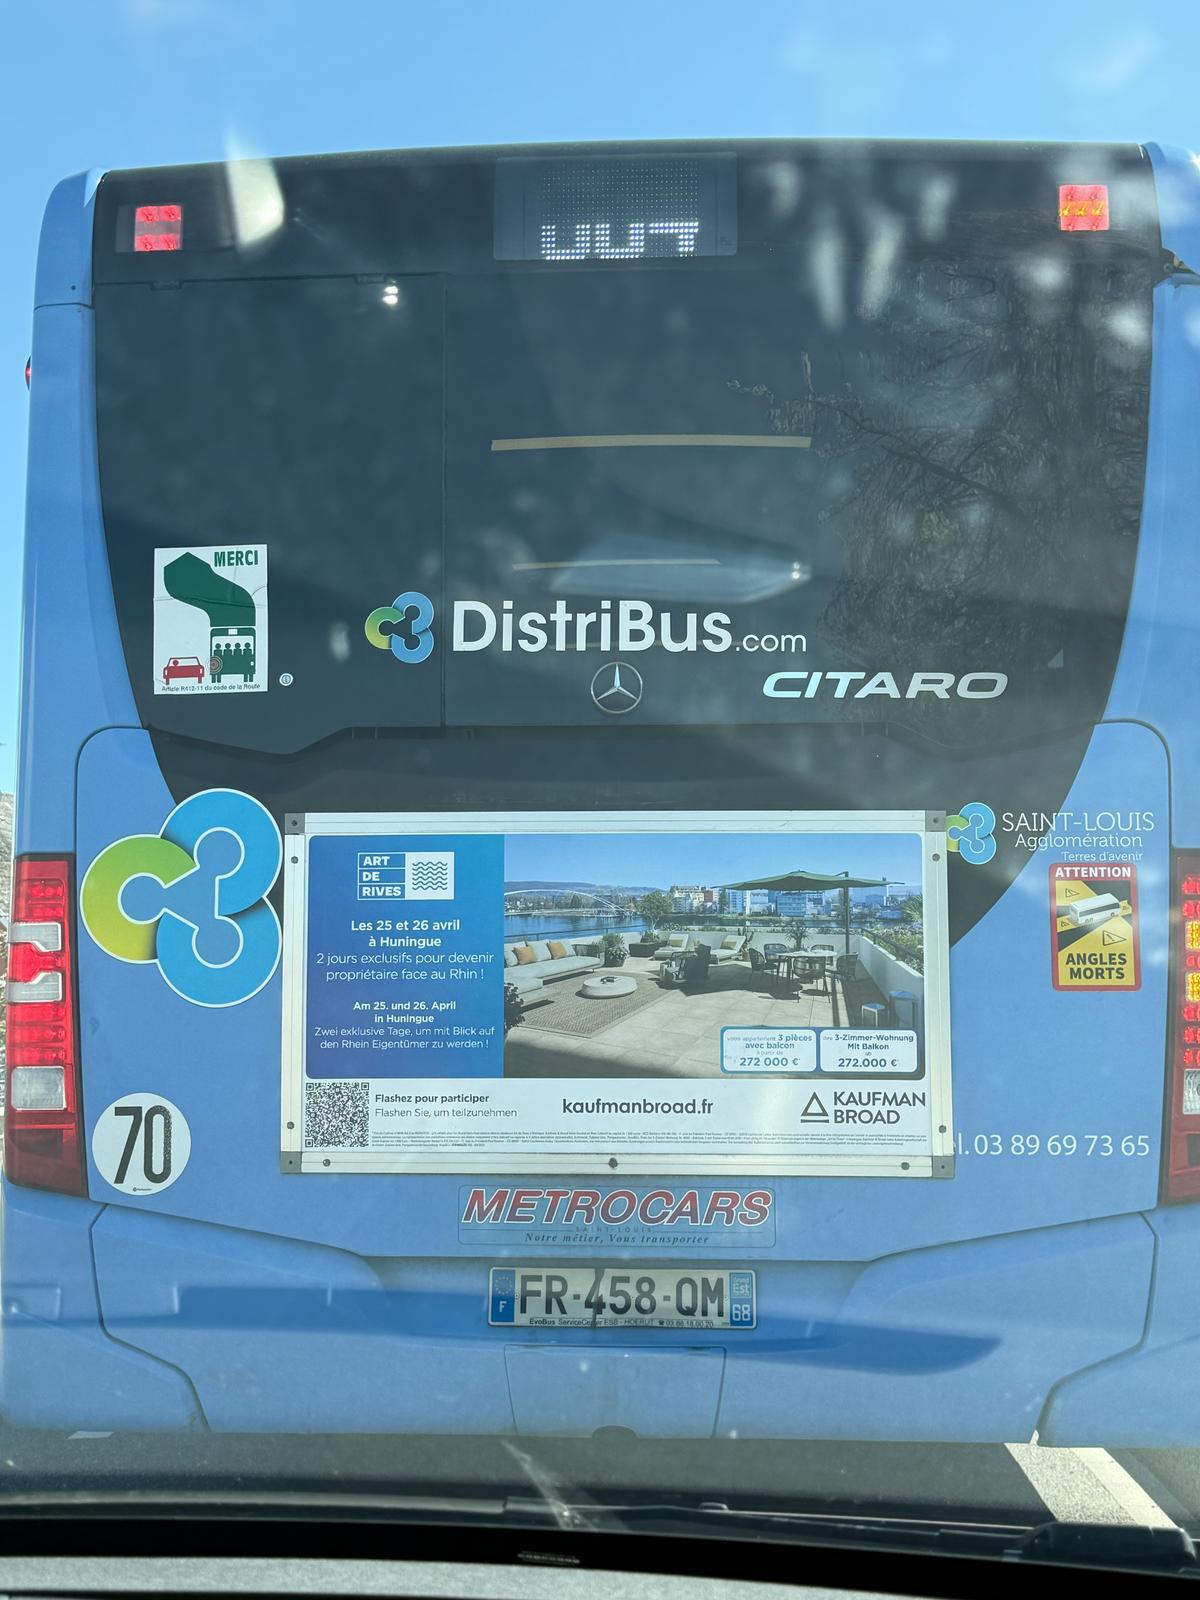 MERCI
Article R412-11 du code de la Route
DistriBus.com
CITARO
SAINT-LOUIS
Agglomération
Terres d'avenir
ATTENTION
ANGLES
MORTS
ART
DE
RIVES
Les 25 et 26 avril
à Huningue
2 jours exclusifs pour devenir
propriétaire face au Rhin !
Am 25. und 26. April
in Huningue
Zwei exklusive Tage, um mit Blick auf
den Rhein Eigentümer zu werden !
votre appartement 3 pièces
avec balcon
à partir de
272 000 €*
Ihre 3-Zimmer-Wohnung
Mit Balkon
ab
272.000 €*
Flashez pour participer
Flashen Sie, um teilzunehmen
kaufmanbroad.fr
KAUFMAN
BROAD
70
03 89 69 73 65
METROCARS
SAINT-LOUIS
Notre métier, Vous transporter
F
FR-458-QM
Grand
Est
68
EvoBus ServiceCenter ESB - HOERDT ☎ 03.88.18.00.20